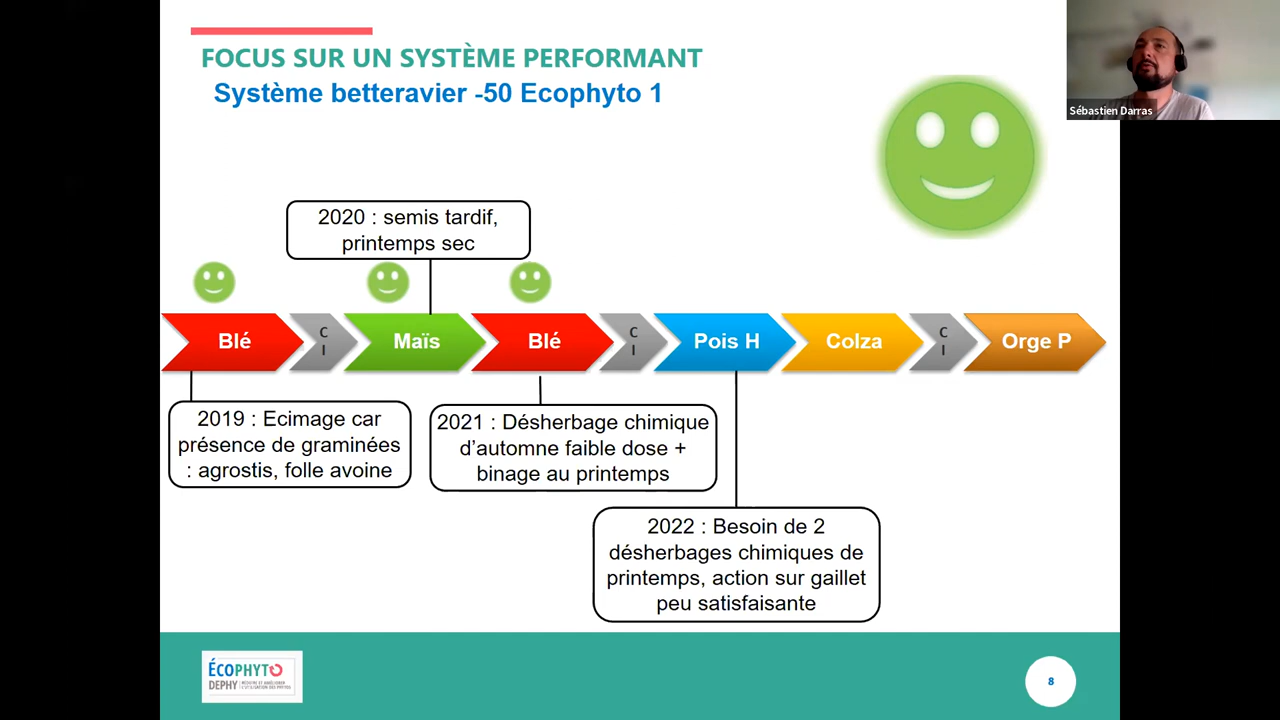 FOCUS SUR UN SYSTÈME PERFORMANT
Système betteravier -50 Ecophyto 1
Sébastien Darras
2020 : semis tardif,
printemps sec
Blé
C
I
Maïs
Blé
C
I
Pois H
Colza
C
I
Orge P
2019 : Ecimage car
présence de graminées
: agrostis, folle avoine
2021 : Désherbage chimique
d'automne faible dose +
binage au printemps
2022 : Besoin de 2
désherbages chimiques de
printemps, action sur gaillet
peu satisfaisante
ÉCOPHYTO
DEPHY
8